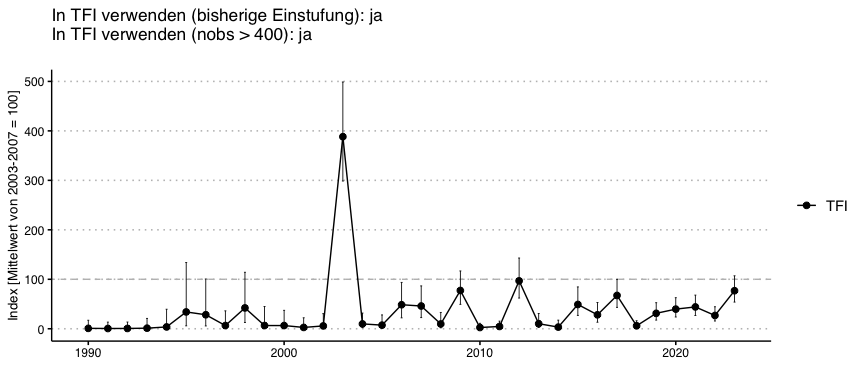 In TFI verwenden (bisherige Einstufung): ja
In TFI verwenden (nobs > 400): ja
Index [Mittelwert von 2003-2007 = 100]
500
400
300
200
100
0
1990
2000
2010
2020
TFI